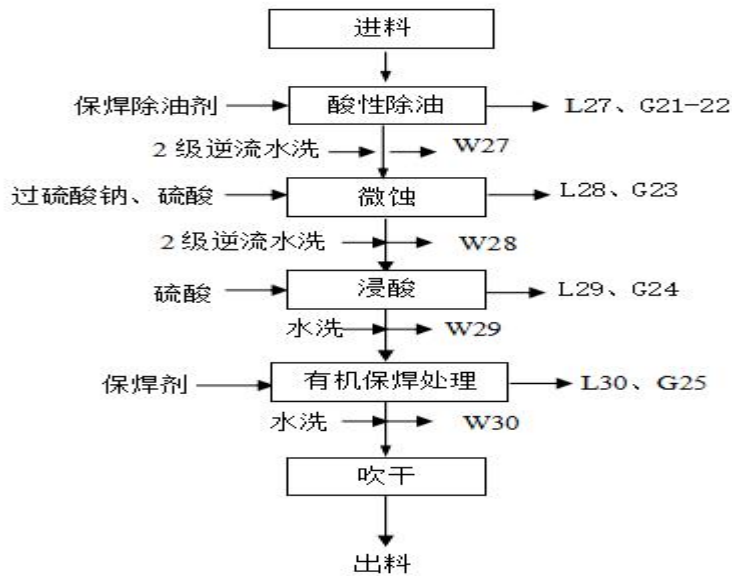 进料
保焊除油剂
酸性除油
L27、G21-22
2级逆流水洗
W27
过硫酸钠、硫酸
微蚀
L28、G23
2级逆流水洗
W28
硫酸
浸酸
L29、G24
水洗
W29
保焊剂
有机保焊处理
L30、G25
水洗
W30
吹干
出料